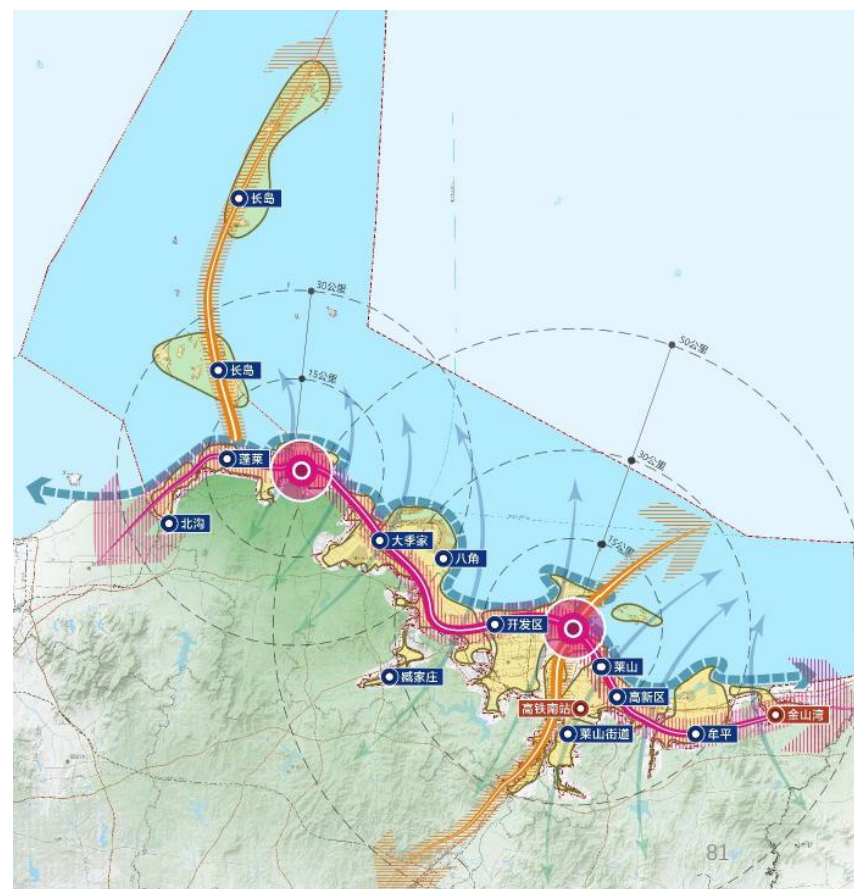 长岛
30公里
50公里
长岛
15公里
蓬莱
30公里
北沟
大季家
15公里
八角
开发区
莱山
臧家庄
高新区
高铁南站
金山湾
莱山街道
牟平
81